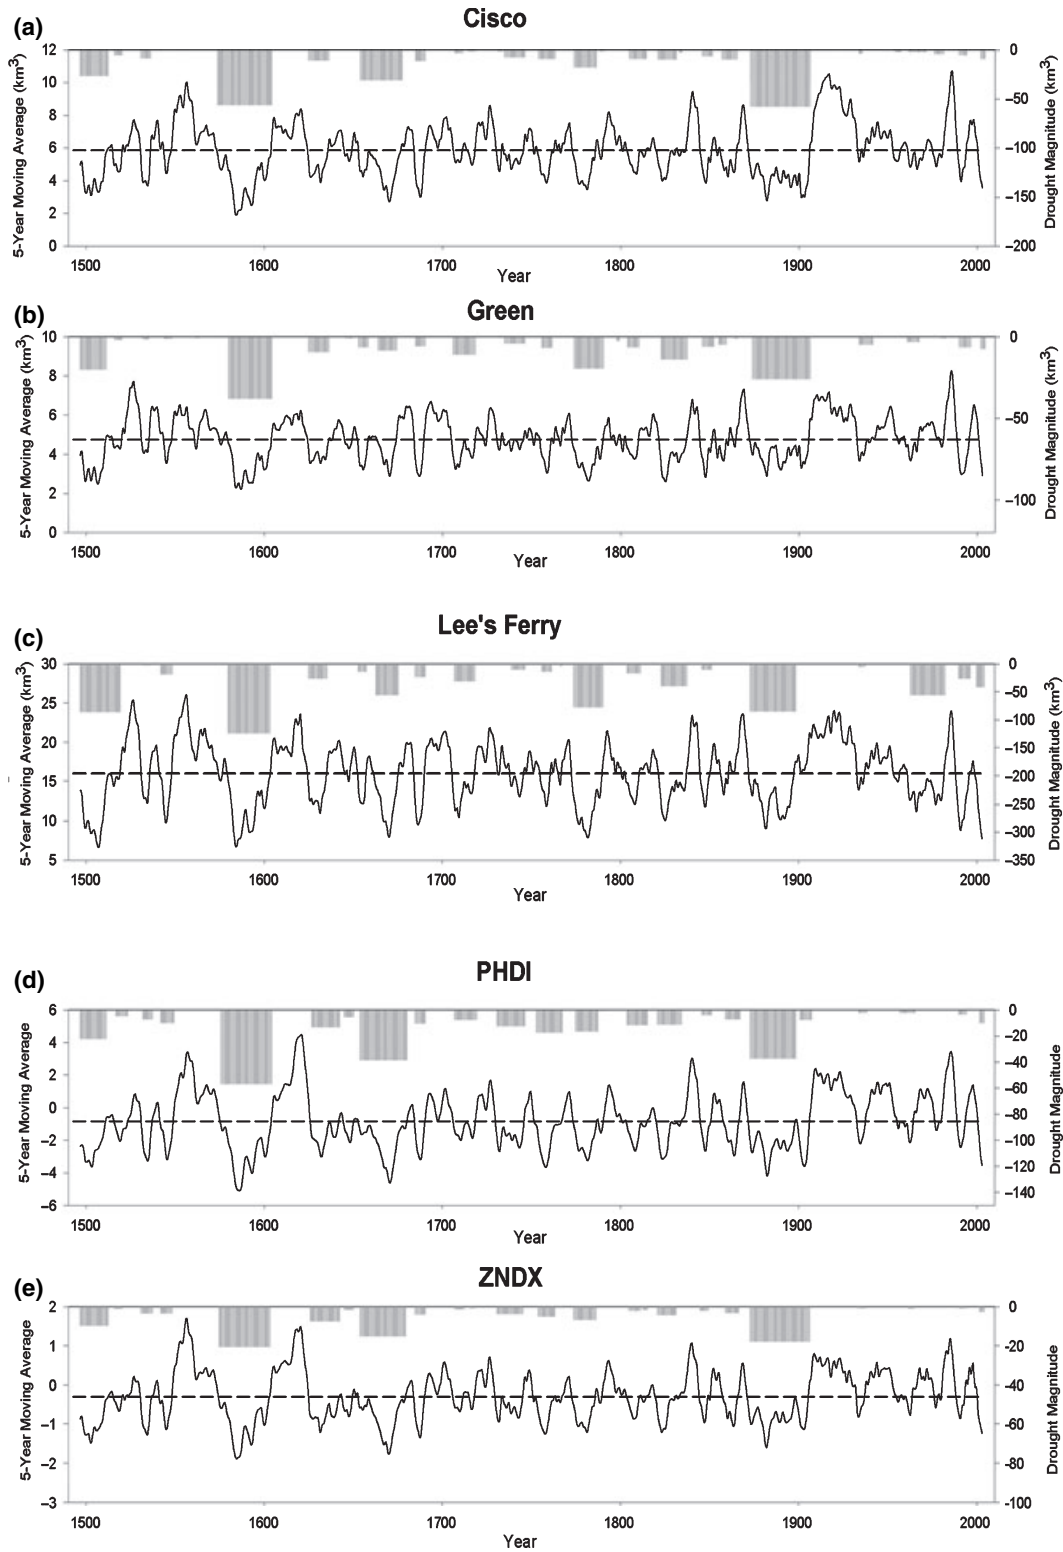 (a)
Cisco
5-Year Moving Average (km3)
12
10
8
6
4
2
0
0
–50
–100
–150
–200
Drought Magnitude (km3)
1500 1600 1700 1800 1900 2000
Year
(b)
Green
5-Year Moving Average (km3)
10
8
6
4
2
0
0
–50
–100
Drought Magnitude (km3)
1500 1600 1700 1800 1900 2000
Year
(c)
Lee's Ferry
5-Year Moving Average (km3)
30
25
20
15
10
5
0
–50
–100
–150
–200
–250
–300
–350
Drought Magnitude (km3)
1500 1600 1700 1800 1900 2000
Year
(d)
PHDI
5-Year Moving Average
6
4
2
0
–2
–4
–6
0
–20
–40
–60
–80
–100
–120
–140
Drought Magnitude
1500 1600 1700 1800 1900 2000
Year
(e)
ZNDX
5-Year Moving Average
2
1
0
–1
–2
–3
0
–20
–40
–60
–80
–100
Drought Magnitude
1500 1600 1700 1800 1900 2000
Year